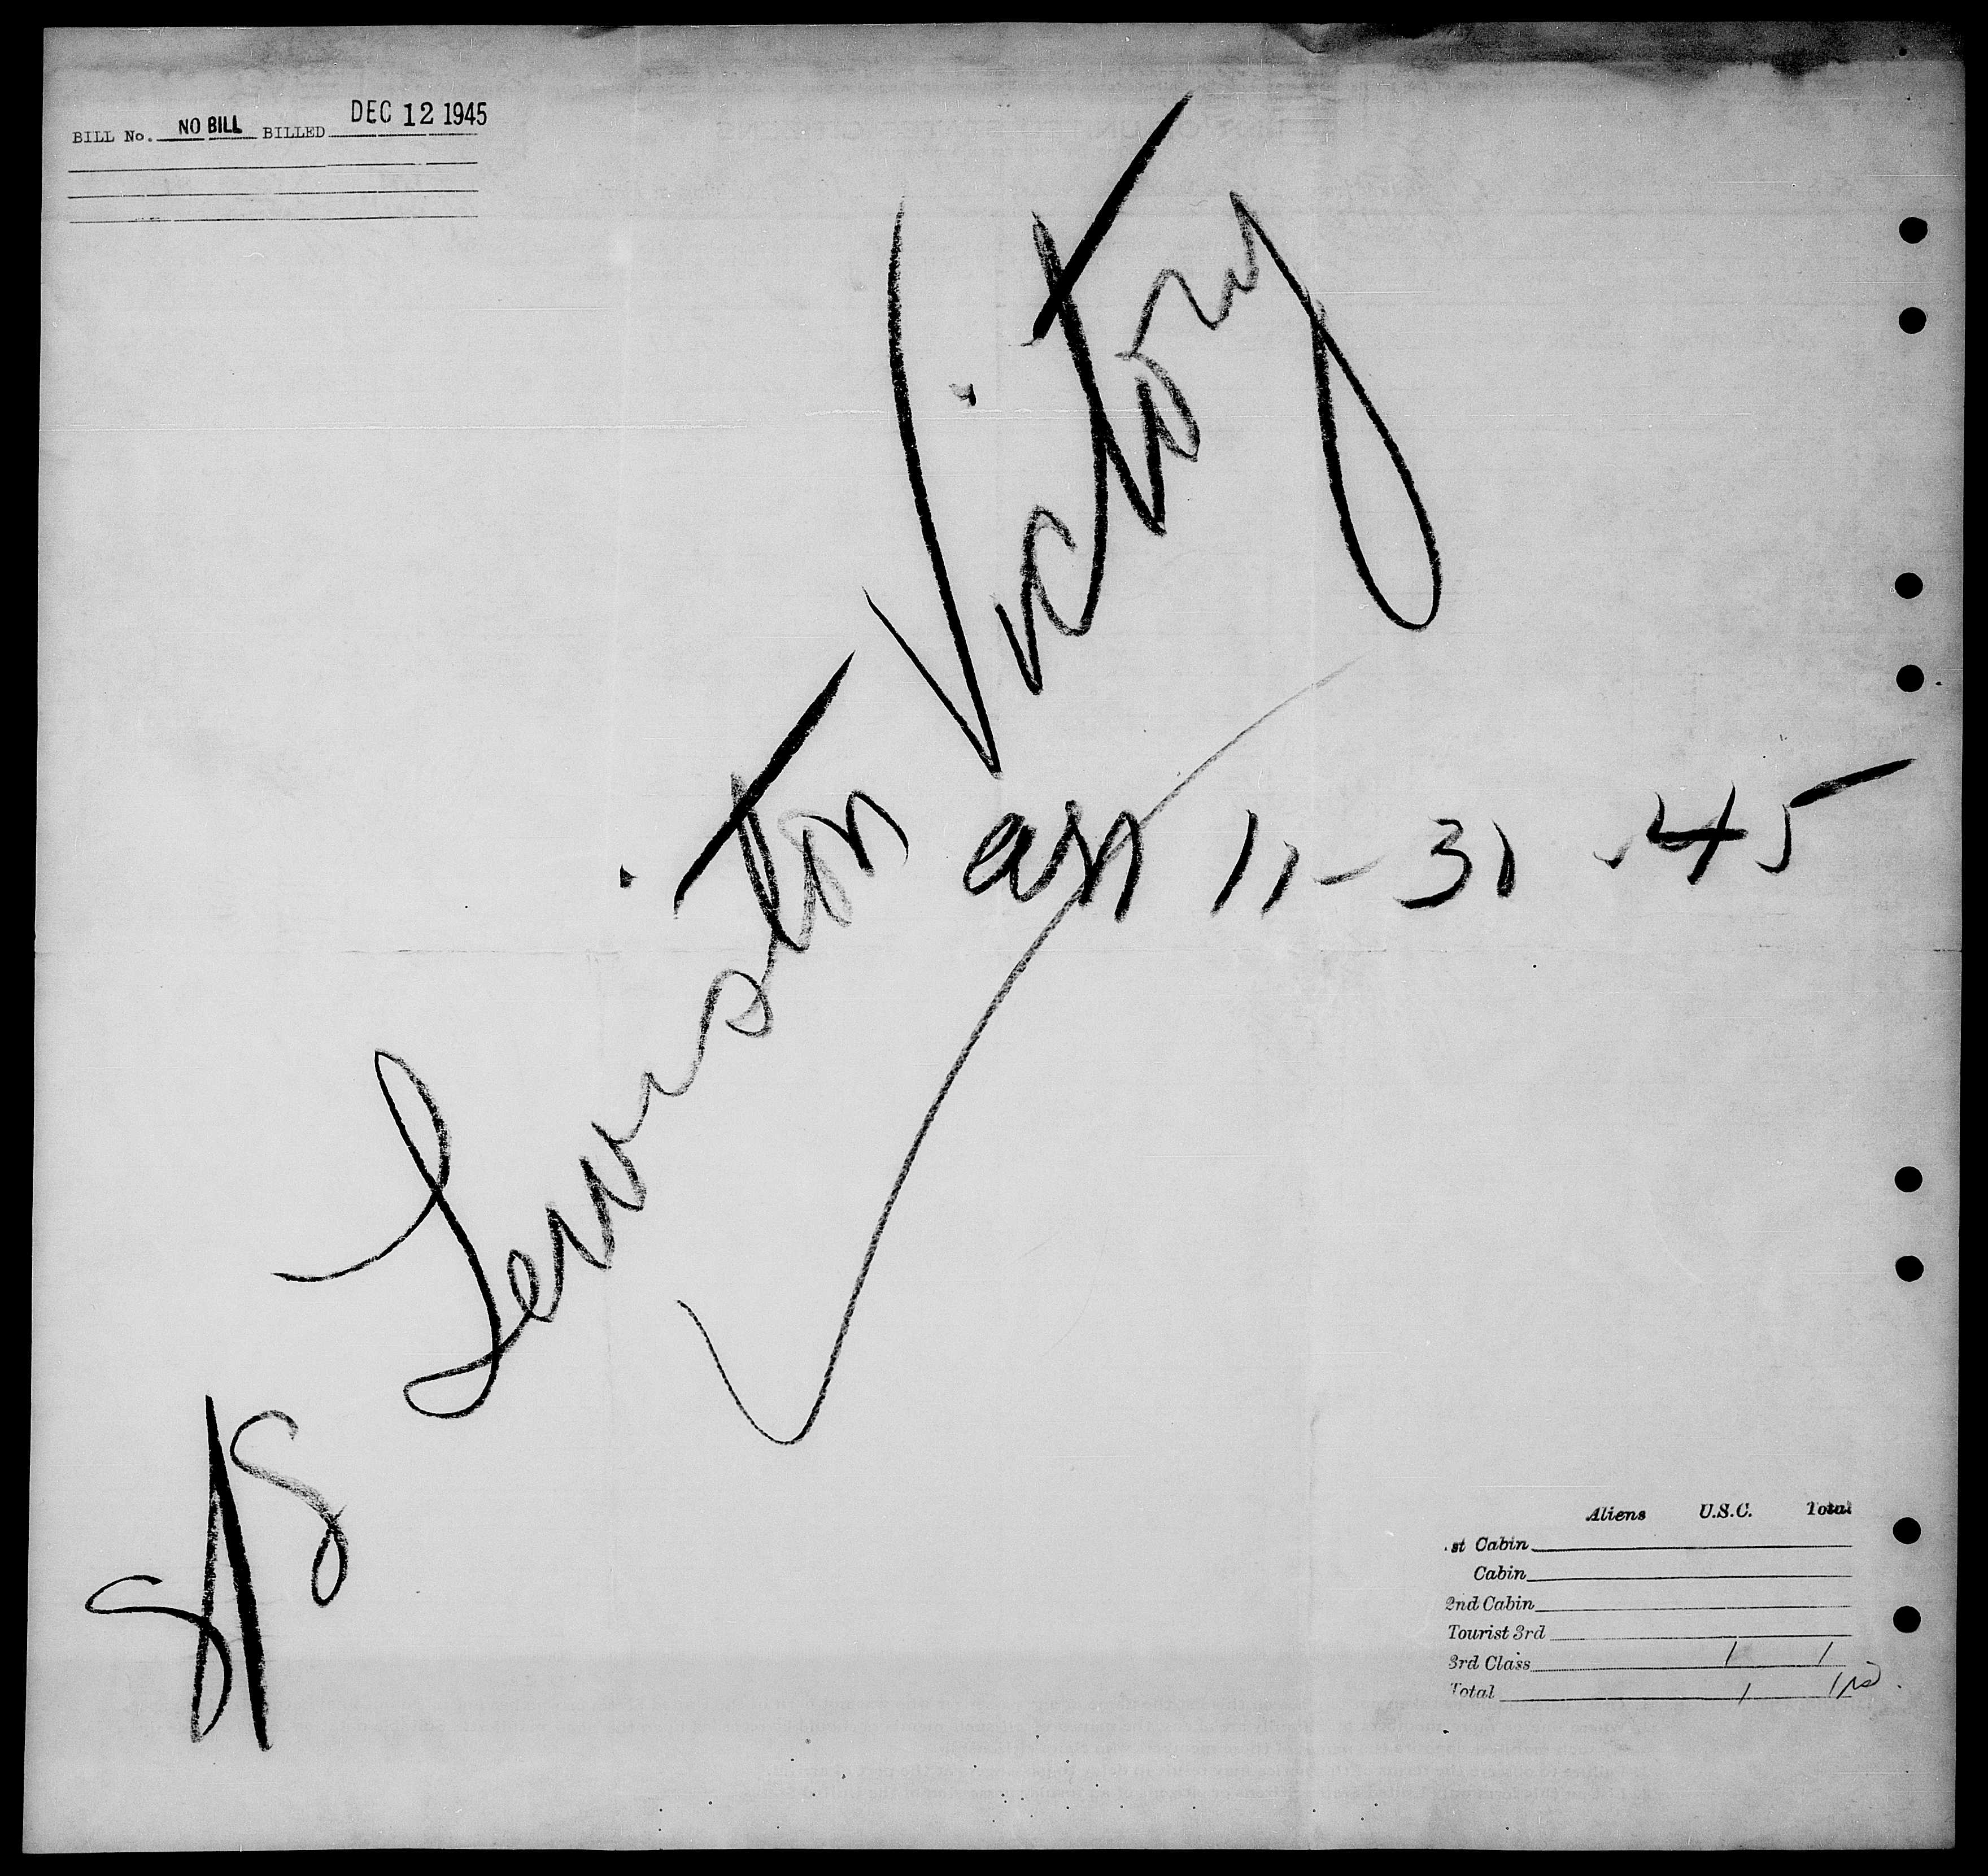 BILL No. NO BILL BILLED DEC 12 1945
S/S Lewiston Victory
arr 11-31-45
Aliens U.S.C. Total
st Cabin
Cabin
2nd Cabin
Tourist 3rd
3rd Class 1 1
Total 1 1